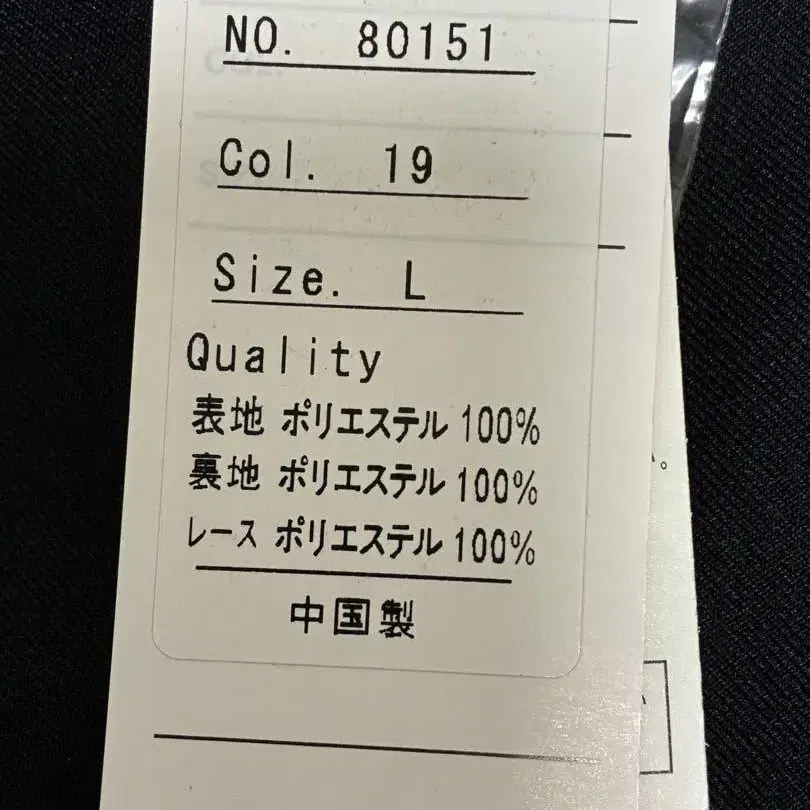 NO. 80151
Col. 19
Size. L
Quality
表地 ポリエステル 100%
裏地 ポリエステル 100%
レース ポリエステル 100%
中国製